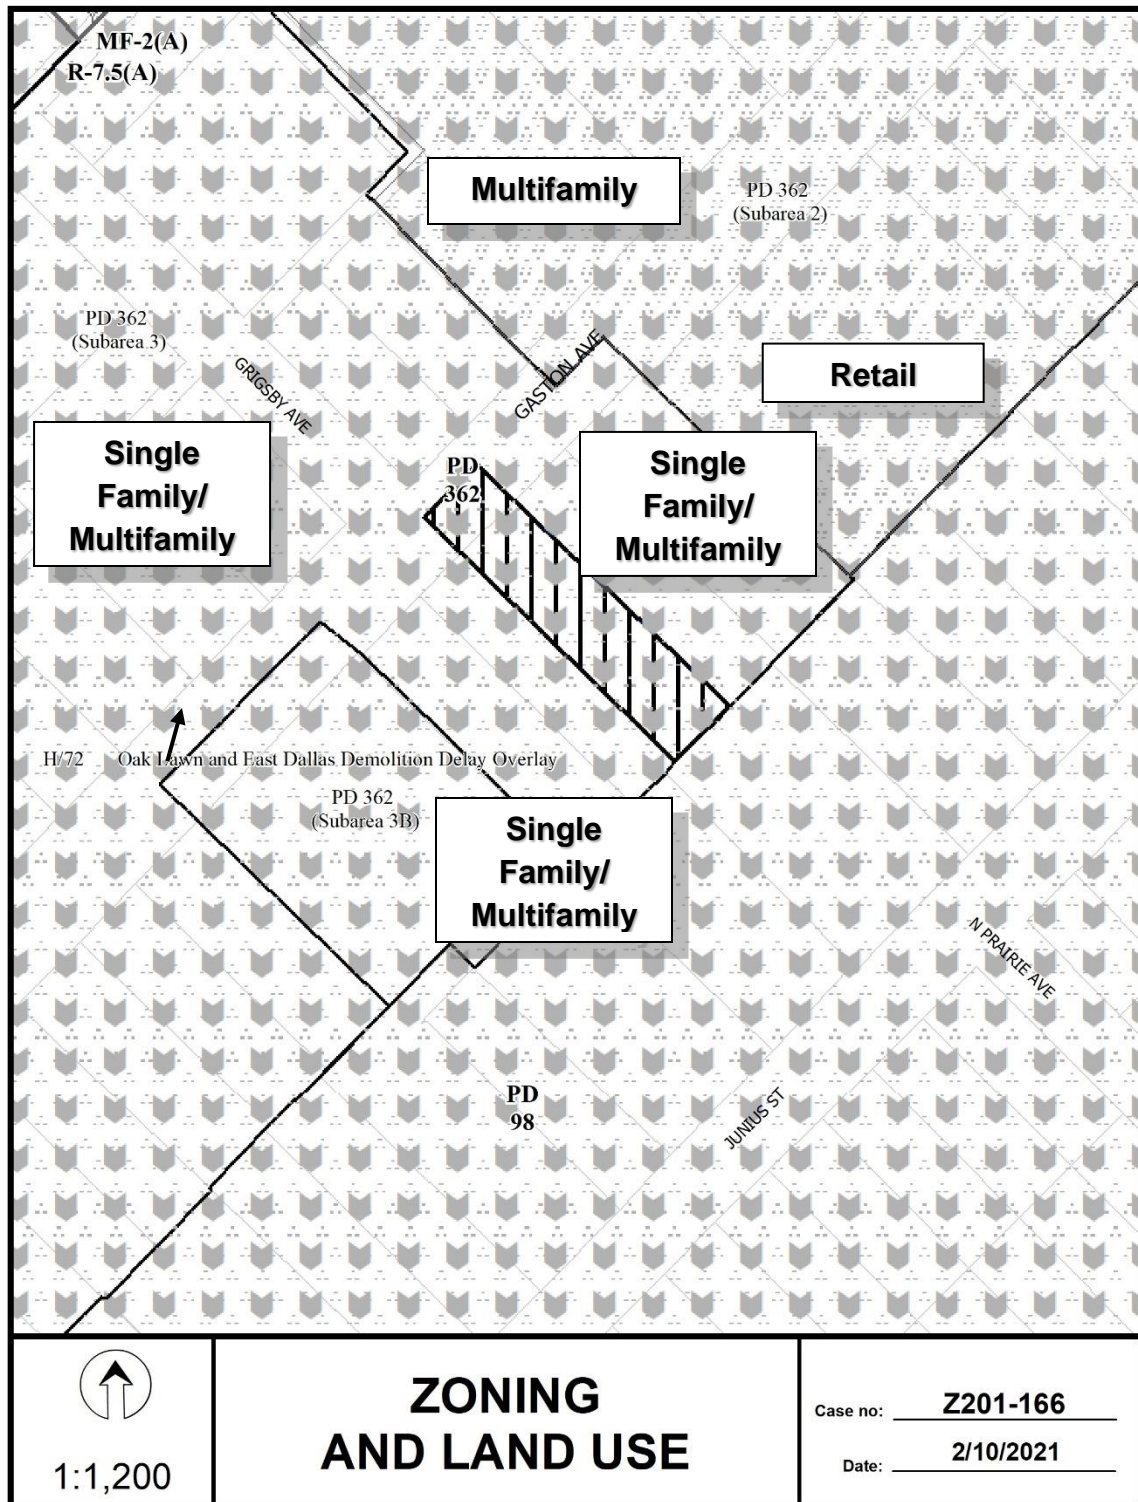 MF-2(A)
R-7.5(A)
Multifamily
PD 362
(Subarea 2)
PD 362
(Subarea 3)
GRIGSBY AVE
GASTON AVE
Retail
Single
Family/
Multifamily
PD
362
Single
Family/
Multifamily
H/72 Oak Lawn and East Dallas Demolition Delay Overlay
PD 362
(Subarea 3B)
Single
Family/
Multifamily
N PRAIRIE AVE
PD
98
JUNIUS ST
1:1,200
ZONING
AND LAND USE
Case no: Z201-166
Date: 2/10/2021